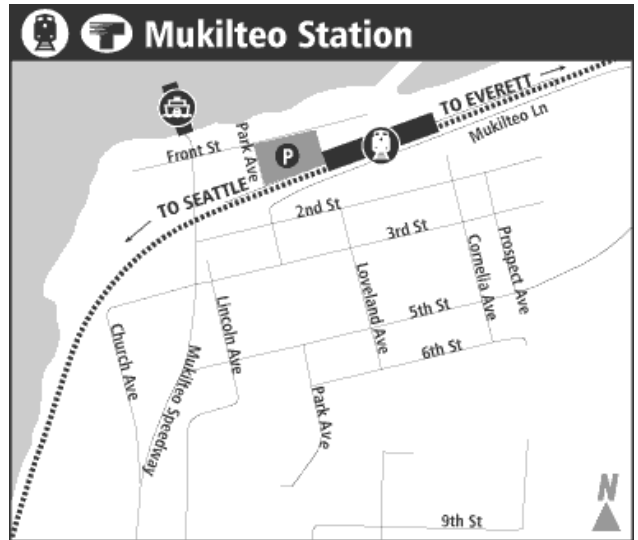 Mukilteo Station
TO EVERETT
Mukilteo Ln
Park Ave
Front St
P
TO SEATTLE
2nd St
3rd St
Prospect Ave
Cornelia Ave
Loveland Ave
Lincoln Ave
5th St
Church Ave
Mukilteo Speedway
6th St
Park Ave
N
9th St